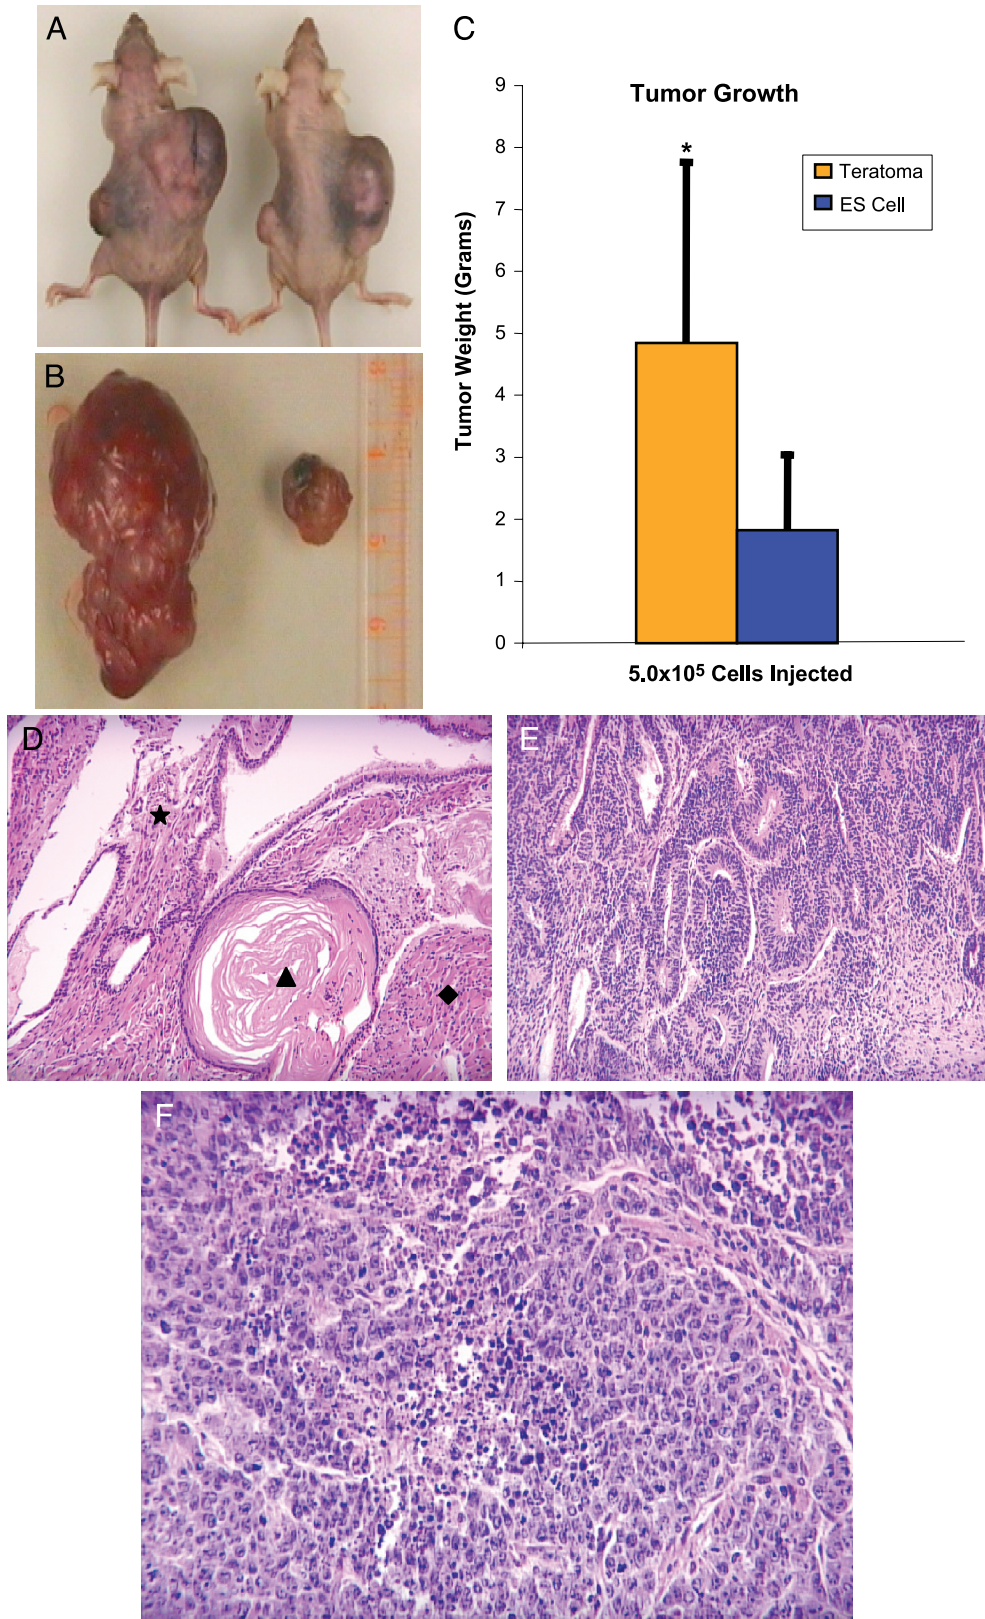 A
B
C
Tumor Growth
Tumor Weight (Grams)
9
8
7
6
5
4
3
2
1
0
*
Teratoma
ES Cell
5.0x10⁵ Cells Injected
D
E
F